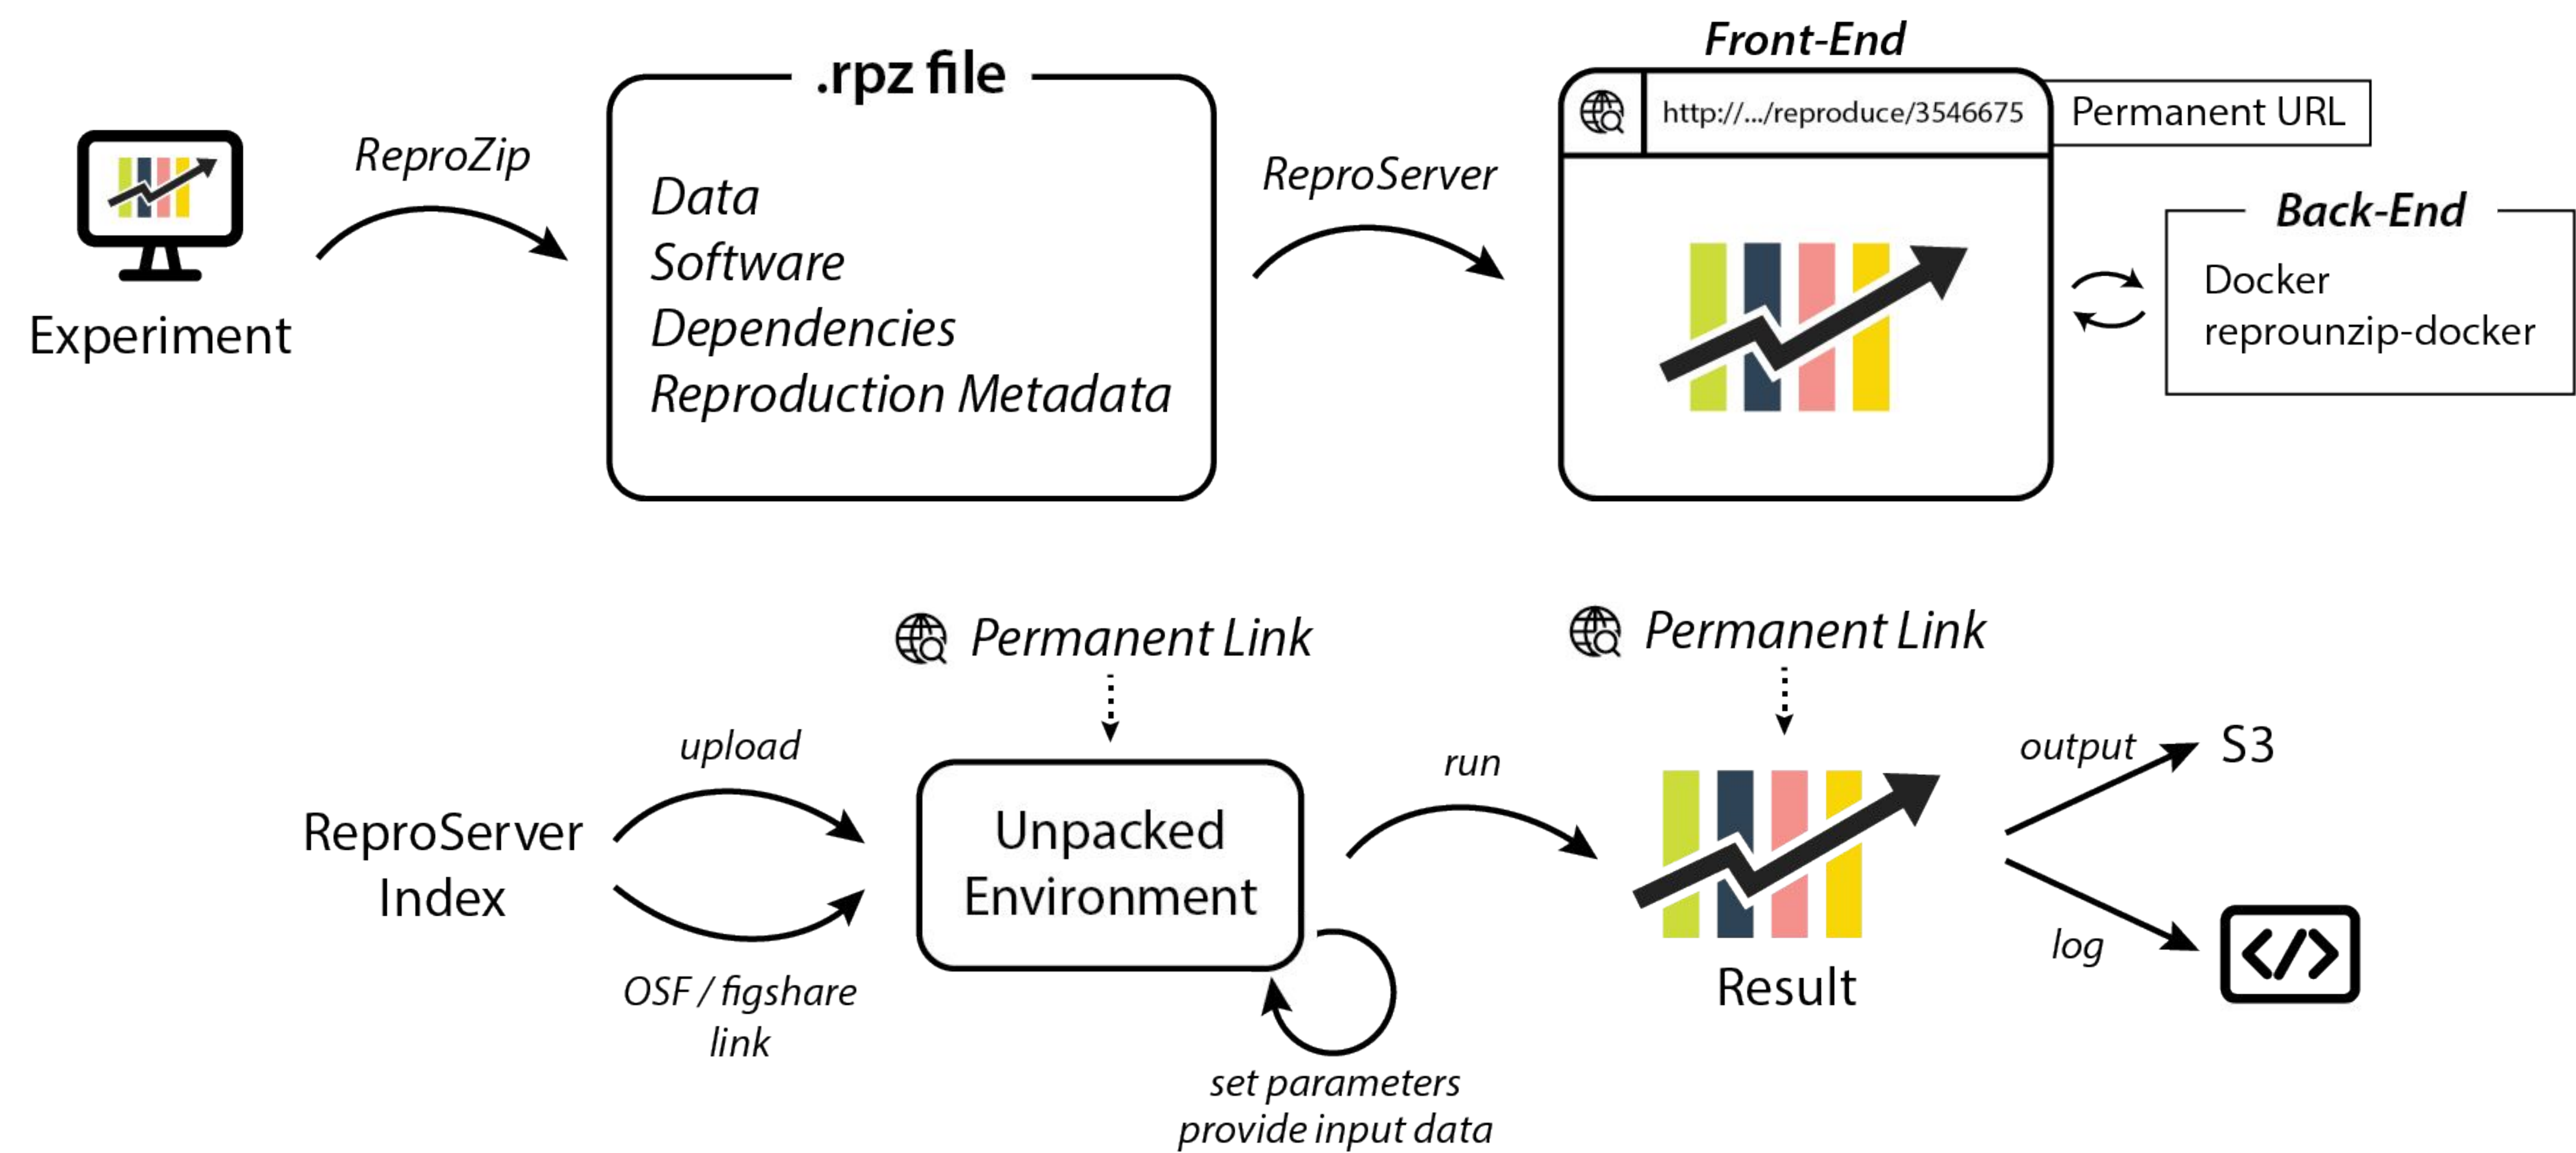 Experiment
ReproZip
.rpz file
Data
Software
Dependencies
Reproduction Metadata
ReproServer
Front-End
http://.../reproduce/3546675
Permanent URL
Back-End
Docker
reprounzip-docker
ReproServer
Index
upload
OSF / figshare
link
Permanent Link
Unpacked
Environment
set parameters
provide input data
run
Permanent Link
Result
output
S3
log
</>